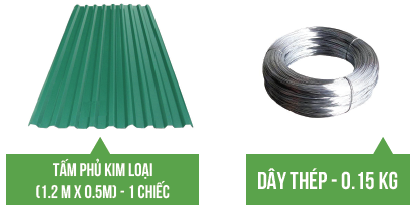 TẤM PHỦ KIM LOẠI
(1.2 M X 0.5M) - 1 CHIẾC
DÂY THÉP - 0.15 KG